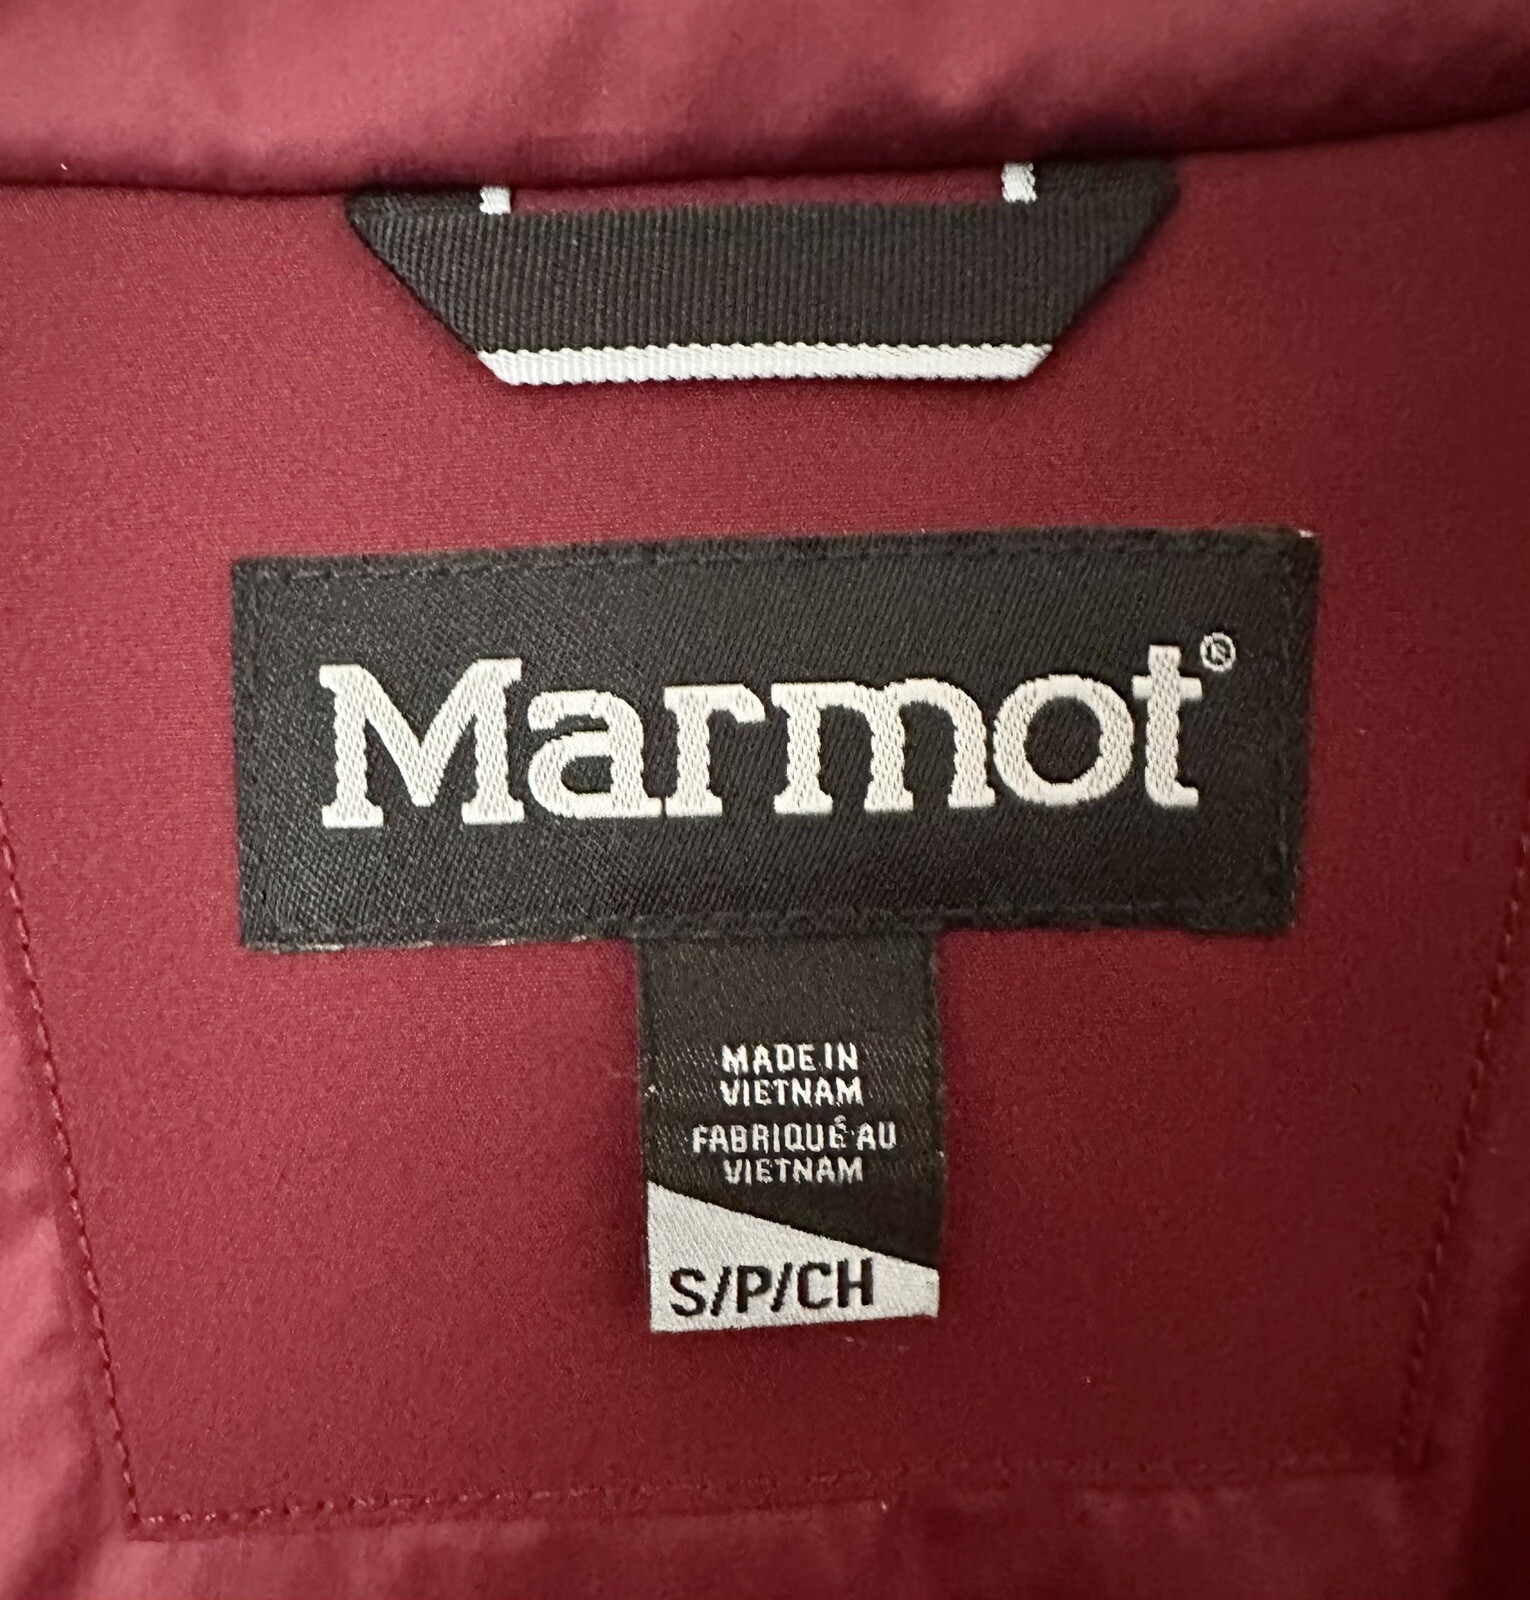 Marmot®
MADE IN
VIETNAM
FABRIQUÉ AU
VIETNAM
S/P/CH